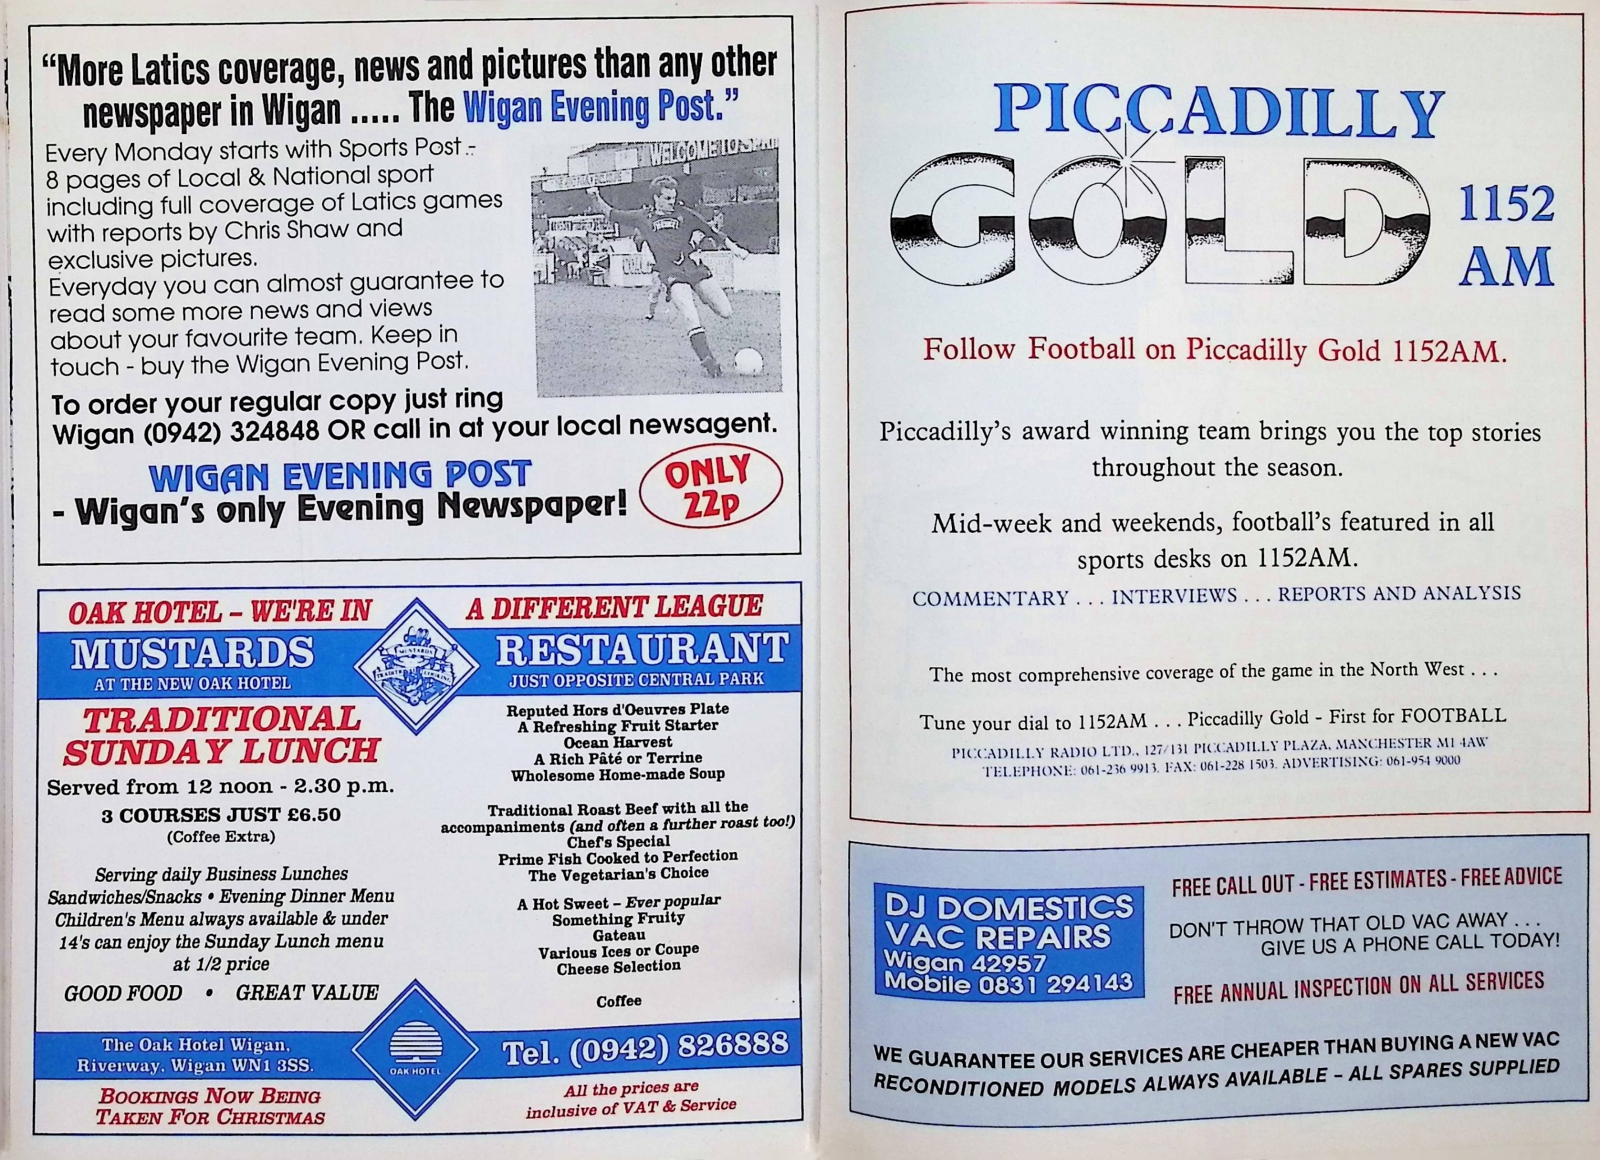 “More Latics coverage, news and pictures than any other
newspaper in Wigan ..... The Wigan Evening Post.”
Every Monday starts with Sports Post -
8 pages of Local & National sport
including full coverage of Latics games
with reports by Chris Shaw and
exclusive pictures.
Everyday you can almost guarantee to
read some more news and views
about your favourite team. Keep in
touch - buy the Wigan Evening Post.
WELCOME TO SPRI
To order your regular copy just ring
Wigan (0942) 324848 OR call in at your local newsagent.
WIGAN EVENING POST
- Wigan's only Evening Newspaper!
ONLY
22p
OAK HOTEL – WE'RE IN A DIFFERENT LEAGUE
MUSTARDS RESTAURANT
AT THE NEW OAK HOTEL JUST OPPOSITE CENTRAL PARK
MUSTARDS
TRADITIONAL COOKING
TRADITIONAL
SUNDAY LUNCH
Served from 12 noon - 2.30 p.m.
3 COURSES JUST £6.50
(Coffee Extra)
Serving daily Business Lunches
Sandwiches/Snacks • Evening Dinner Menu
Children's Menu always available & under
14's can enjoy the Sunday Lunch menu
at 1/2 price
GOOD FOOD • GREAT VALUE
Reputed Hors d'Oeuvres Plate
A Refreshing Fruit Starter
Ocean Harvest
A Rich Pâté or Terrine
Wholesome Home-made Soup
Traditional Roast Beef with all the
accompaniments (and often a further roast too!)
Chef's Special
Prime Fish Cooked to Perfection
The Vegetarian's Choice
A Hot Sweet – Ever popular
Something Fruity
Gateau
Various Ices or Coupe
Cheese Selection
Coffee
The Oak Hotel Wigan,
Riverway, Wigan WN1 3SS.
OAK HOTEL
Tel. (0942) 826888
BOOKINGS NOW BEING
TAKEN FOR CHRISTMAS
All the prices are
inclusive of VAT & Service
PICCADILLY
GOLD
1152
AM
Follow Football on Piccadilly Gold 1152AM.
Piccadilly's award winning team brings you the top stories
throughout the season.
Mid-week and weekends, football's featured in all
sports desks on 1152AM.
COMMENTARY . . . INTERVIEWS . . . REPORTS AND ANALYSIS
The most comprehensive coverage of the game in the North West . . .
Tune your dial to 1152AM . . . Piccadilly Gold - First for FOOTBALL
PICCADILLY RADIO LTD., 127/131 PICCADILLY PLAZA, MANCHESTER M1 4AW
TELEPHONE: 061-236 9913. FAX: 061-228 1503. ADVERTISING: 061-954 9000
DJ DOMESTICS
VAC REPAIRS
Wigan 42957
Mobile 0831 294143
FREE CALL OUT - FREE ESTIMATES - FREE ADVICE
DON'T THROW THAT OLD VAC AWAY . . .
GIVE US A PHONE CALL TODAY!
FREE ANNUAL INSPECTION ON ALL SERVICES
WE GUARANTEE OUR SERVICES ARE CHEAPER THAN BUYING A NEW VAC
RECONDITIONED MODELS ALWAYS AVAILABLE – ALL SPARES SUPPLIED